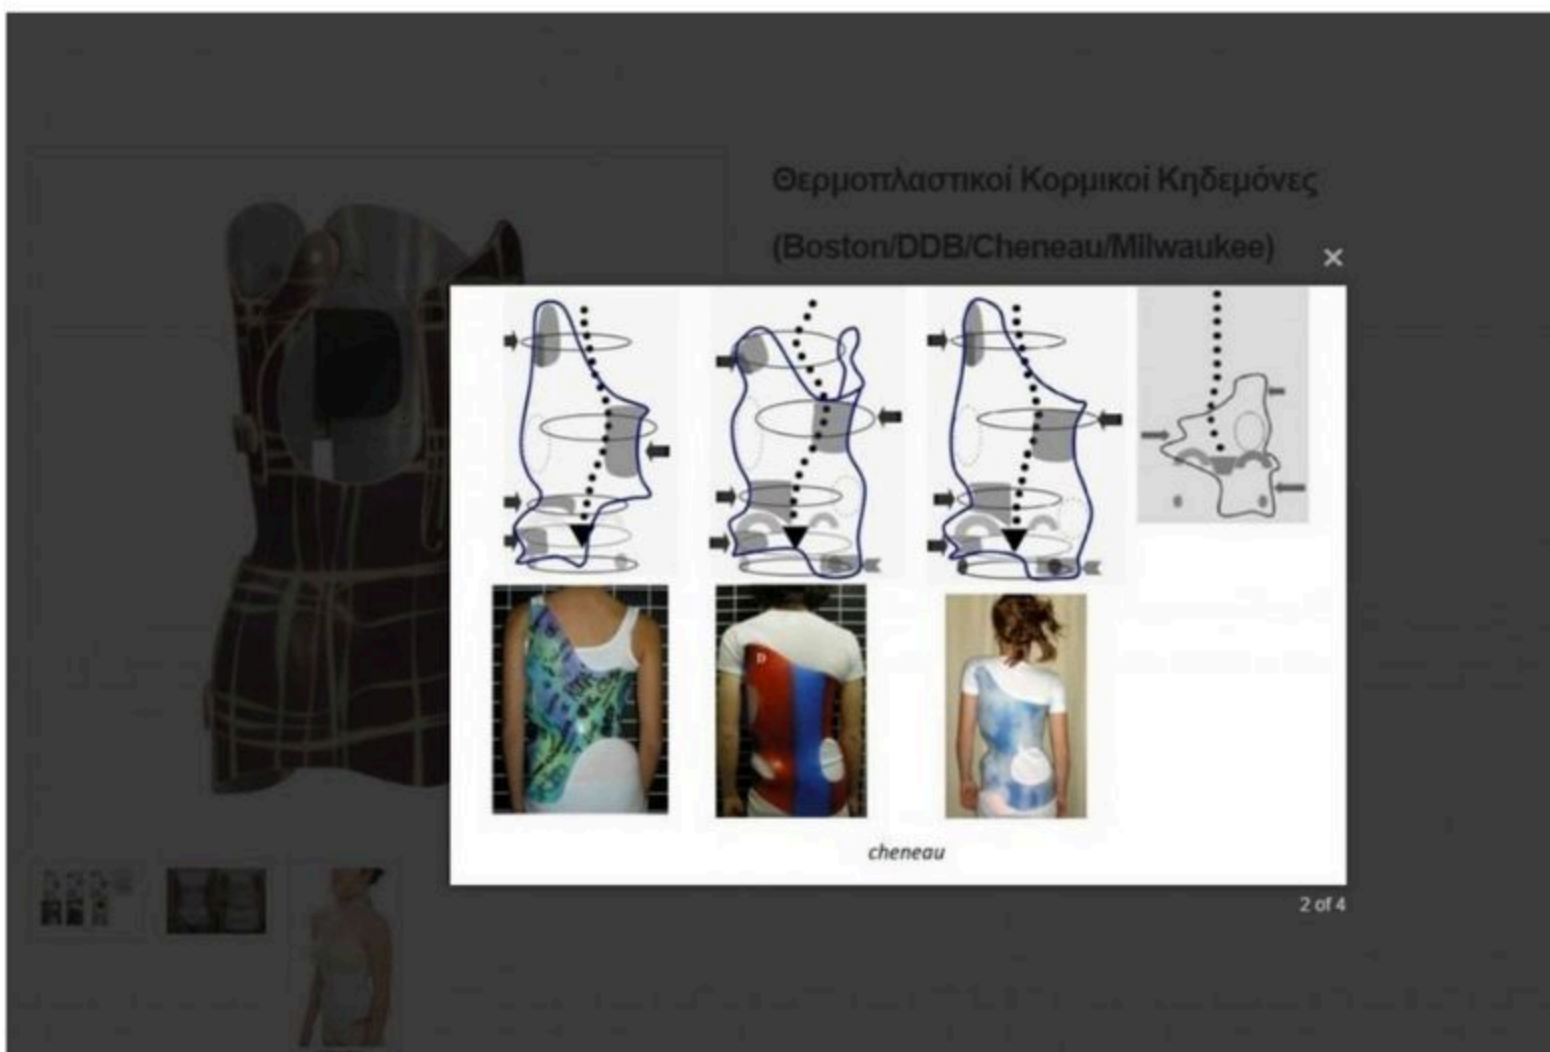 Θερμοπλαστικοί Κορμικοί Κηδεμόνες
(Boston/DDB/Cheneau/Milwaukee)
×
D
cheneau
2 of 4